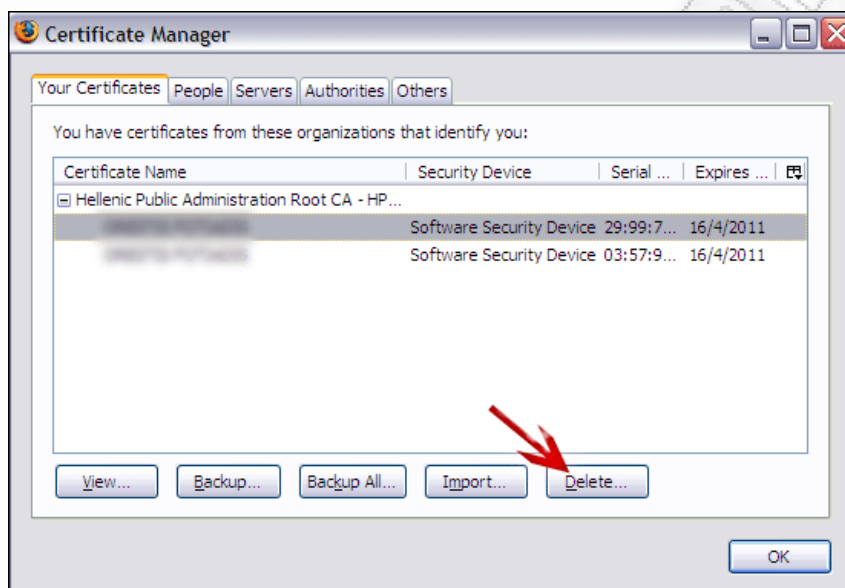 Certificate Manager
Your Certificates People Servers Authorities Others
You have certificates from these organizations that identify you:
Certificate Name Security Device Serial ... Expires ...
Hellenic Public Administration Root CA - HP...
Software Security Device 29:99:7... 16/4/2011
Software Security Device 03:57:9... 16/4/2011
View... Backup... Backup All... Import... Delete...
OK